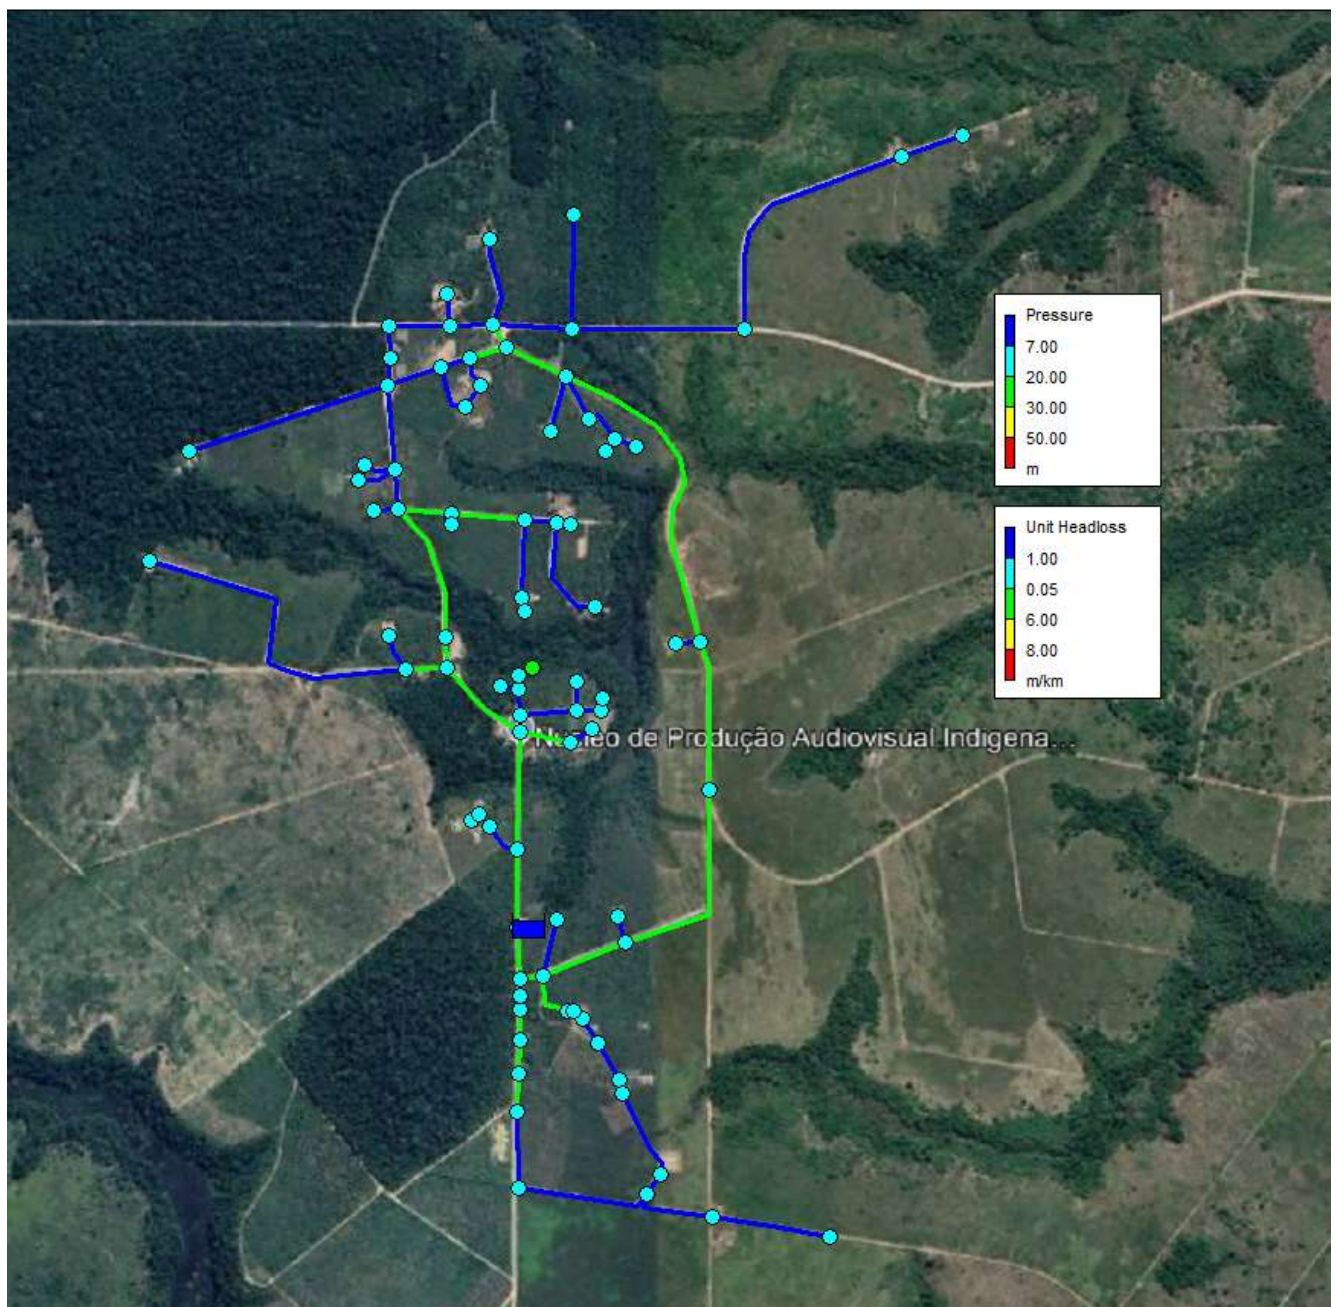 Pressure
7.00
20.00
30.00
50.00
m
Unit Headloss
1.00
0.05
6.00
8.00
m/km
Núcleo de Produção Audiovisual Indígena...